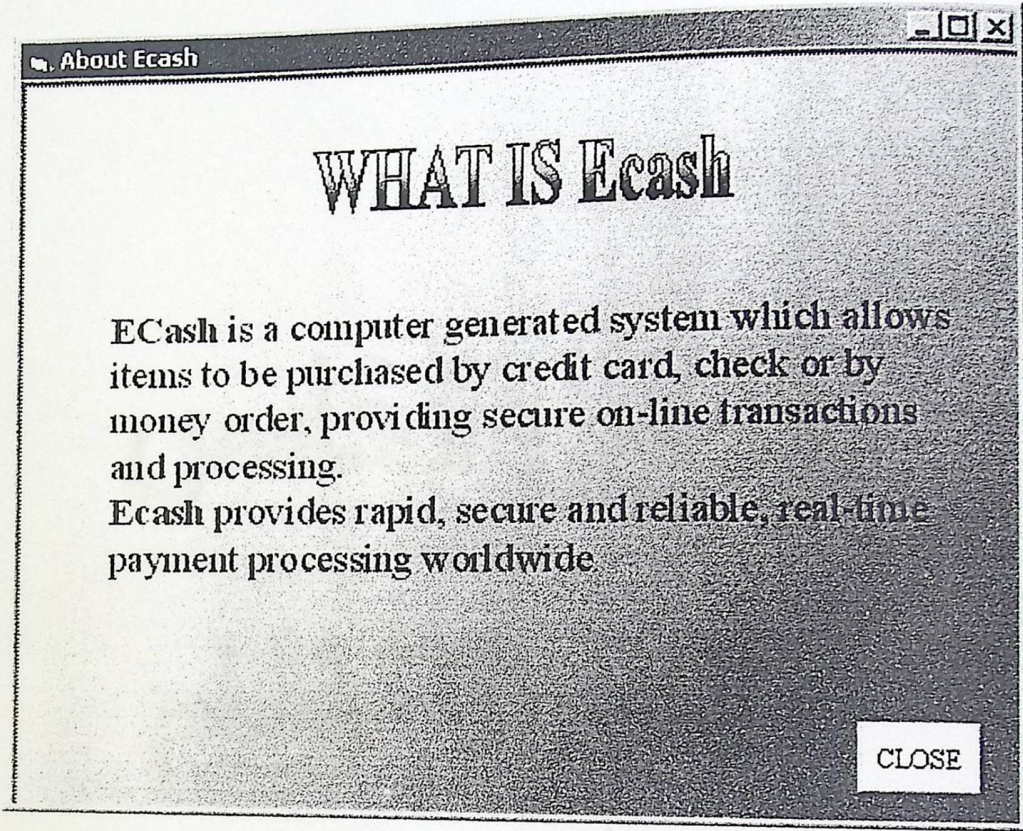 About Ecash
WHAT IS Ecash
ECash is a computer generated system which allows
items to be purchased by credit card, check or by
money order, providing secure on-line transactions
and processing.
Ecash provides rapid, secure and reliable, real-time
payment processing worldwide
CLOSE